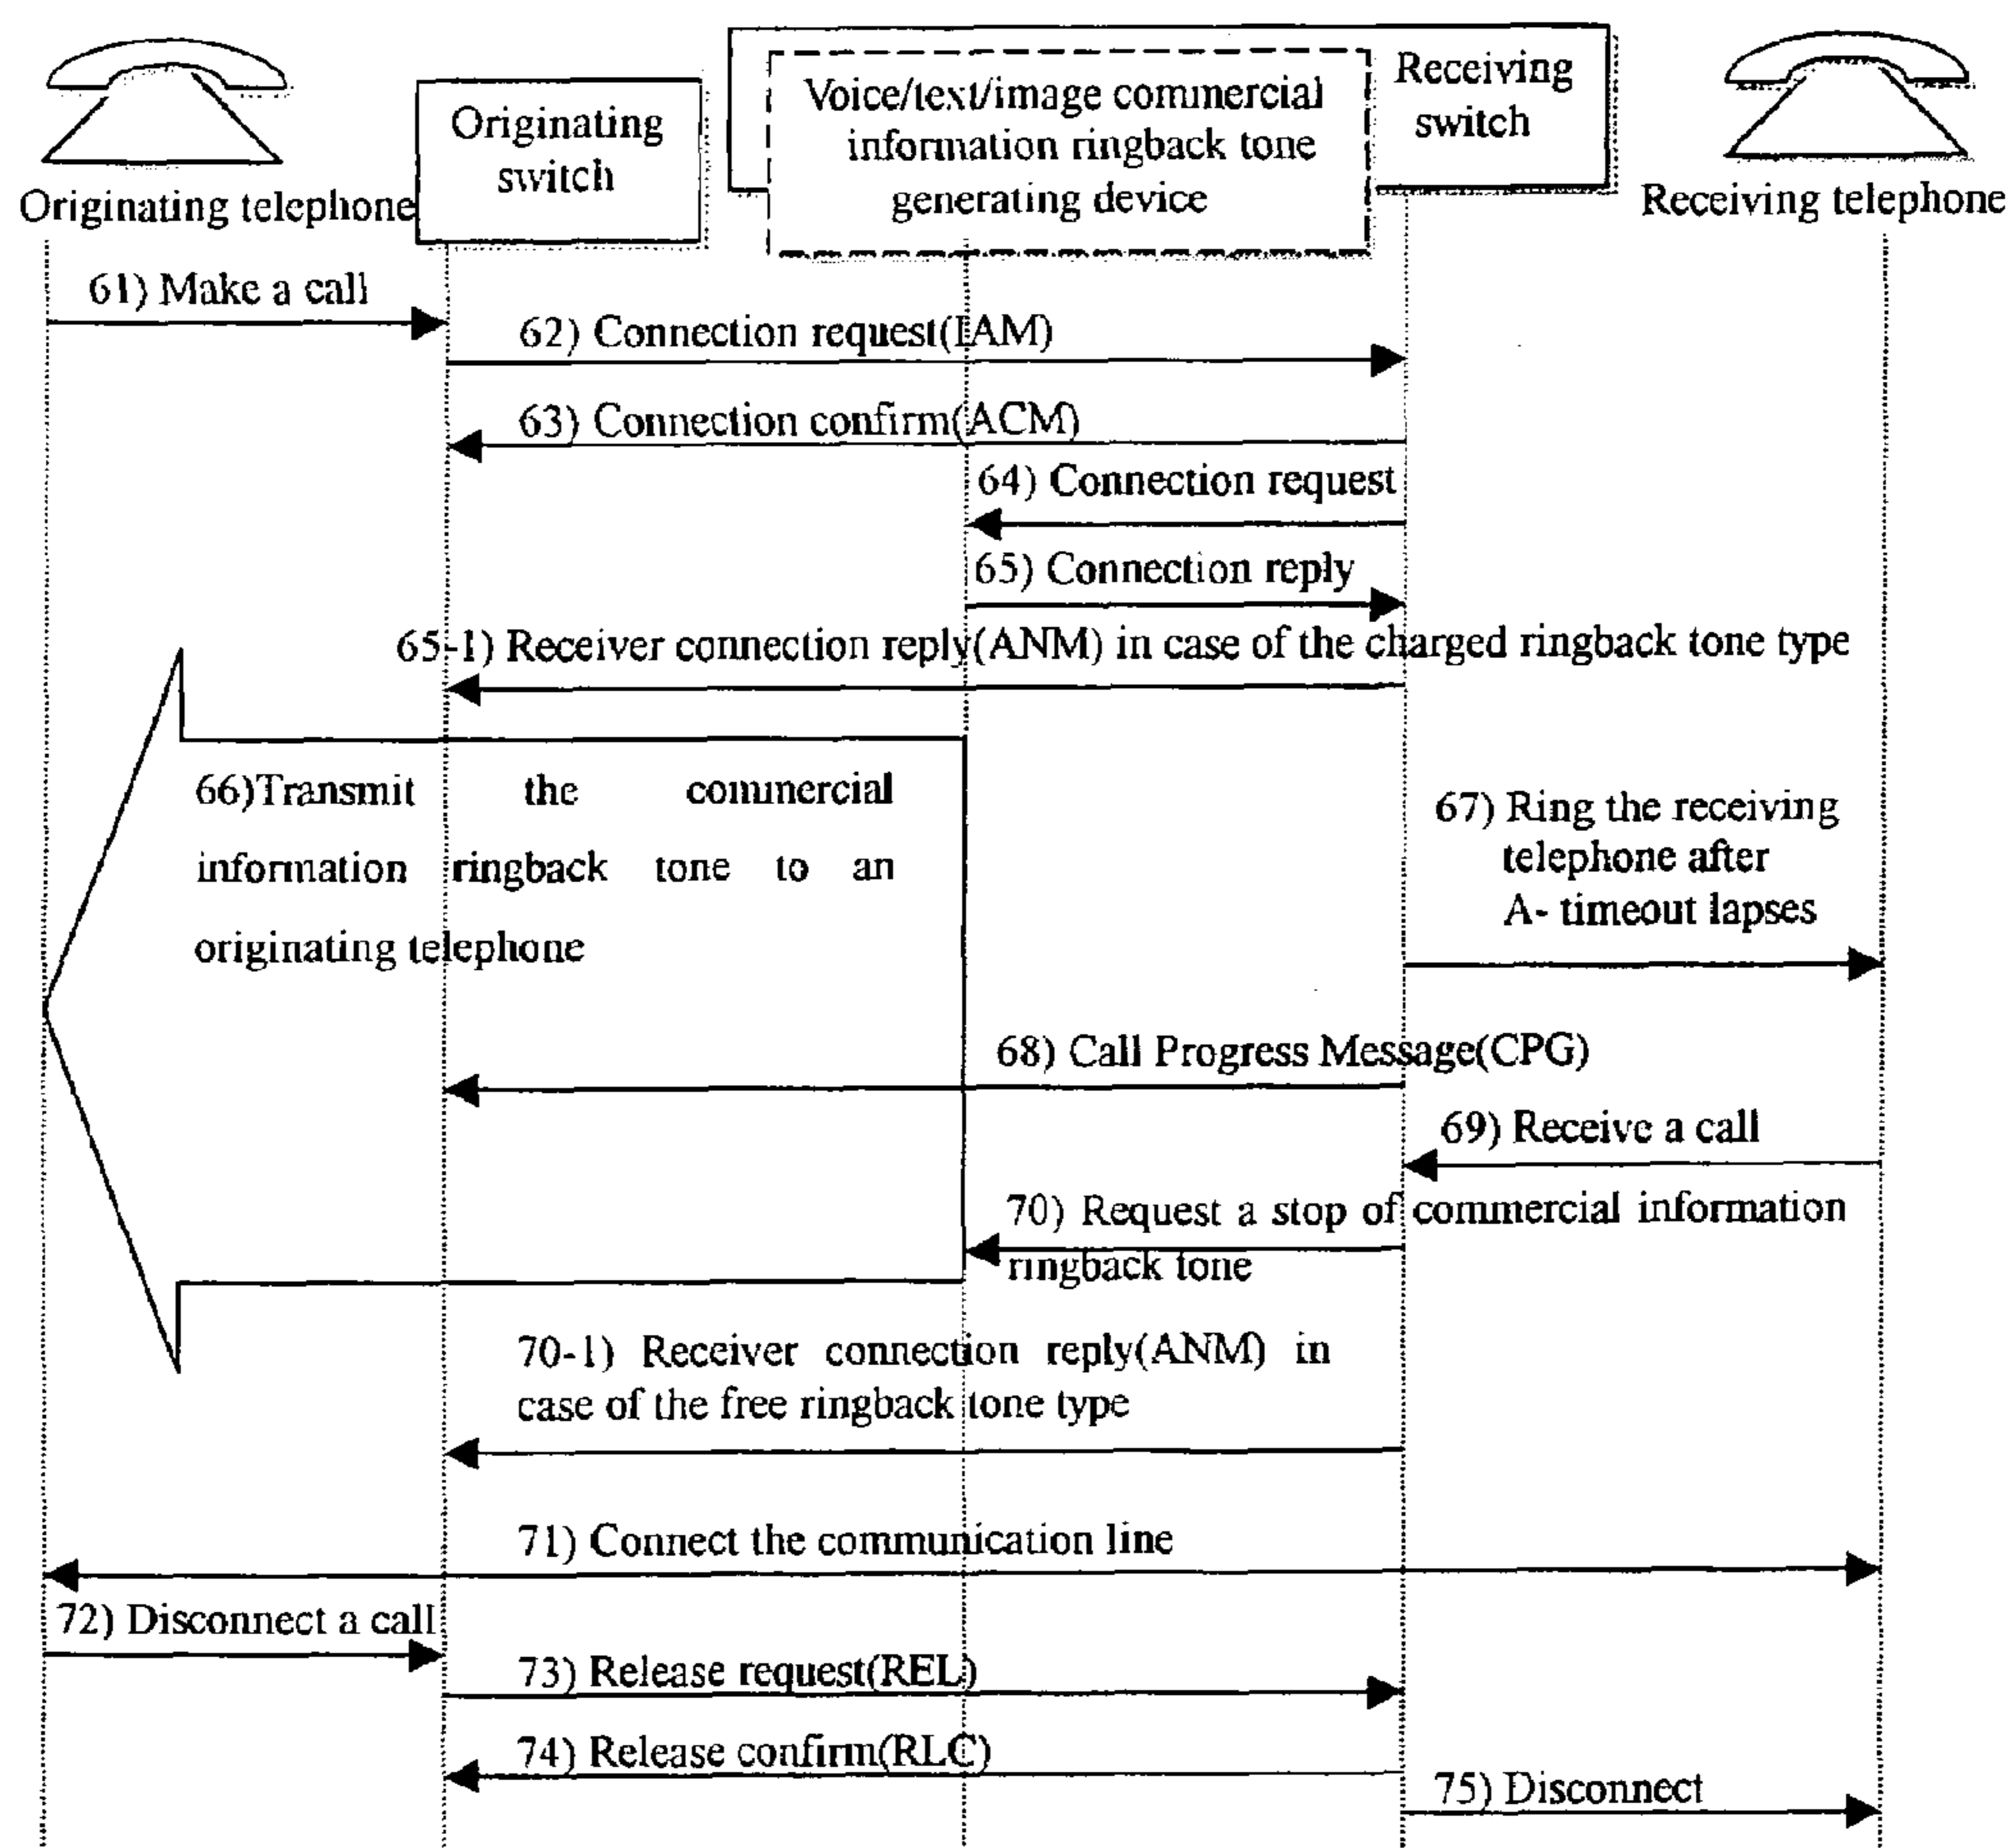 Originating telephone
Originating
switch
Voice/text/image commercial
information ringback tone
generating device
Receiving
switch
Receiving telephone
61) Make a call
62) Connection request(IAM)
63) Connection confirm(ACM)
64) Connection request
65) Connection reply
65-1) Receiver connection reply(ANM) in case of the charged ringback tone type
66)Transmit the commercial
information ringback tone to an
originating telephone
67) Ring the receiving
telephone after
A- timeout lapses
68) Call Progress Message(CPG)
69) Receive a call
70) Request a stop of commercial information
ringback tone
70-1) Receiver connection reply(ANM) in
case of the free ringback tone type
71) Connect the communication line
72) Disconnect a call
73) Release request(REL)
74) Release confirm(RLC)
75) Disconnect